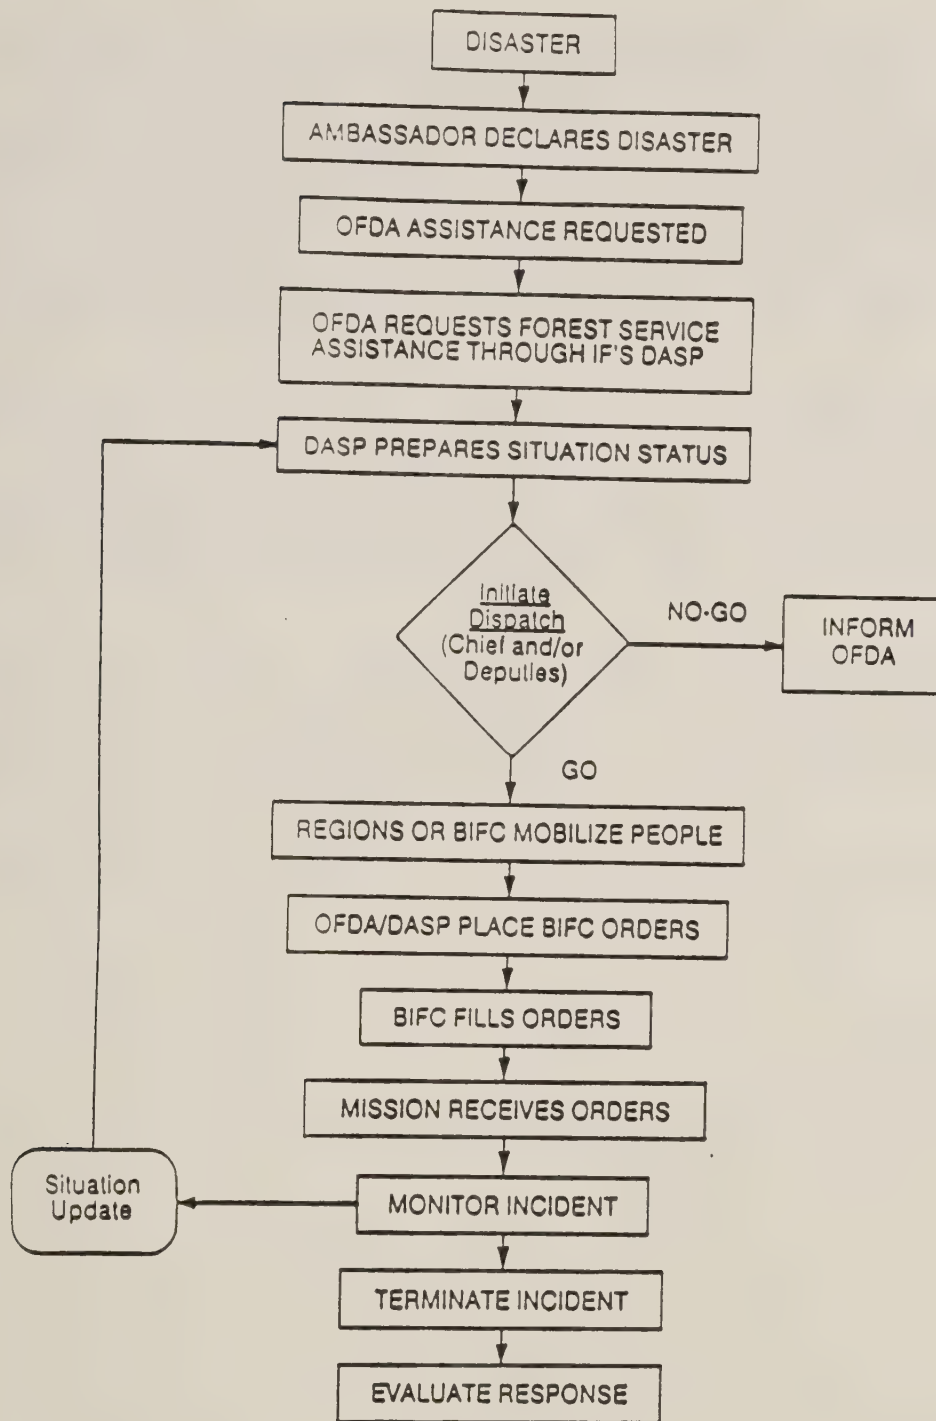 DISASTER
AMBASSADOR DECLARES DISASTER
OFDA ASSISTANCE REQUESTED
OFDA REQUESTS FOREST SERVICE
ASSISTANCE THROUGH IF'S DASP
DASP PREPARES SITUATION STATUS
Initiate
Dispatch
(Chief and/or
Deputies)
NO-GO
INFORM
OFDA
GO
REGIONS OR BIFC MOBILIZE PEOPLE
OFDA/DASP PLACE BIFC ORDERS
BIFC FILLS ORDERS
MISSION RECEIVES ORDERS
Situation
Update
MONITOR INCIDENT
TERMINATE INCIDENT
EVALUATE RESPONSE